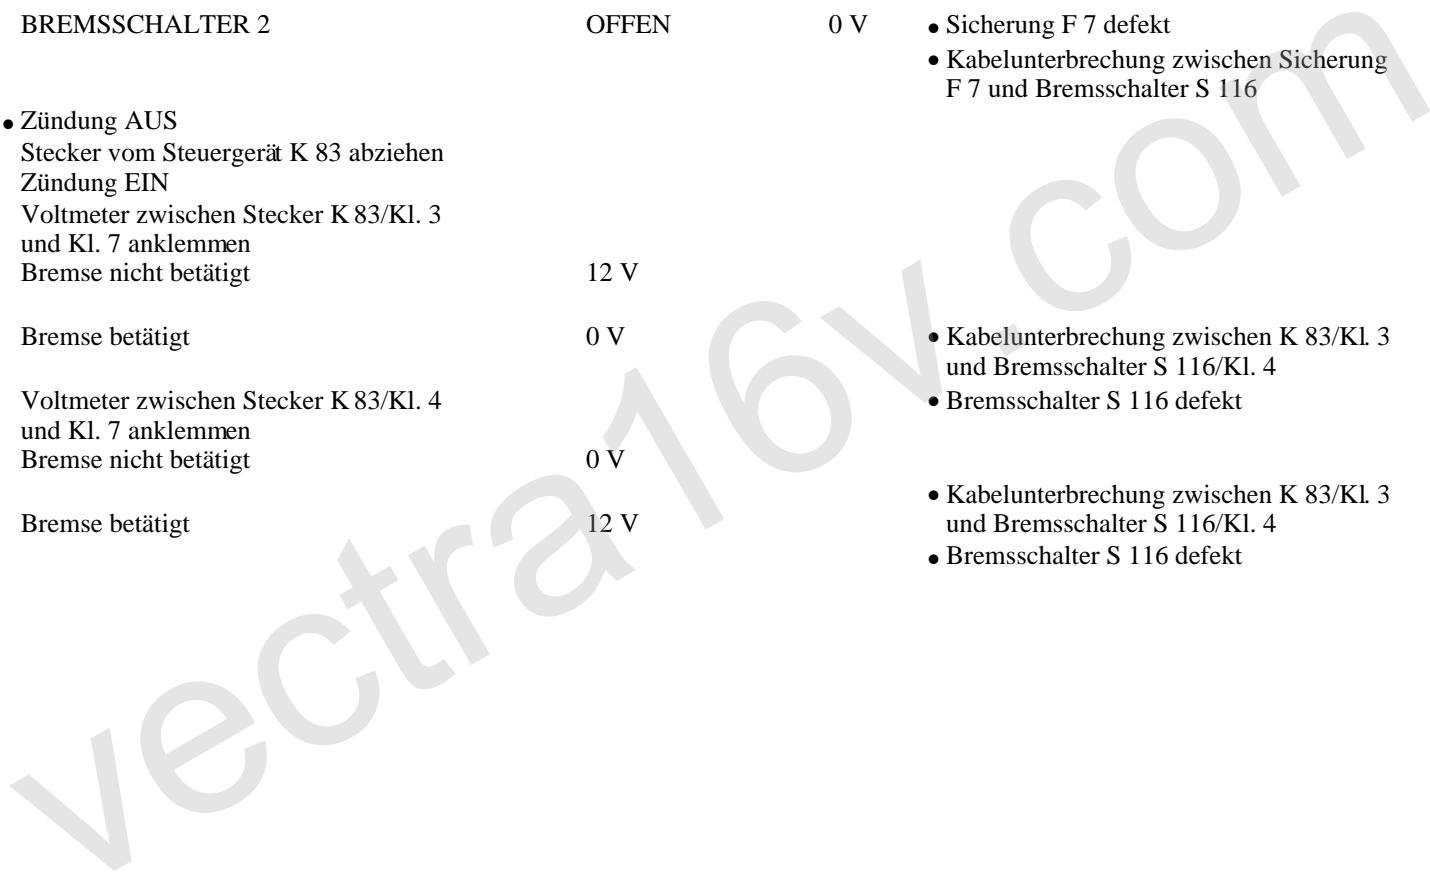 BREMSSCHALTER 2 OFFEN 0 V ● Sicherung F 7 defekt
● Kabelunterbrechung zwischen Sicherung
F 7 und Bremsschalter S 116
● Zündung AUS
Stecker vom Steuergerät K 83 abziehen
Zündung EIN
Voltmeter zwischen Stecker K 83/Kl. 3
und Kl. 7 anklemmen
Bremse nicht betätigt 12 V
Bremse betätigt 0 V ● Kabelunterbrechung zwischen K 83/Kl. 3
und Bremsschalter S 116/Kl. 4
Voltmeter zwischen Stecker K 83/Kl. 4 ● Bremsschalter S 116 defekt
und Kl. 7 anklemmen
Bremse nicht betätigt 0 V
● Kabelunterbrechung zwischen K 83/Kl. 3
Bremse betätigt 12 V und Bremsschalter S 116/Kl. 4
● Bremsschalter S 116 defekt
vectra16v.com